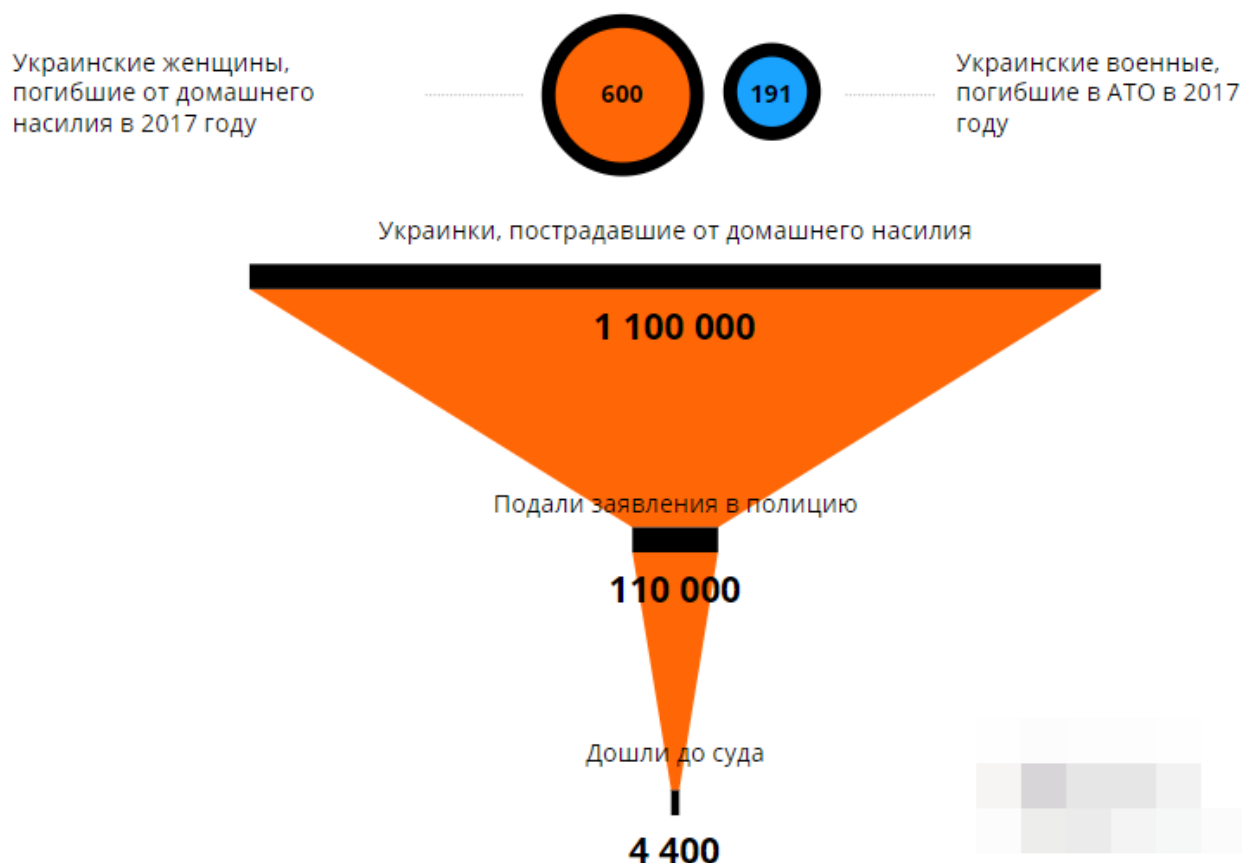 Украинские женщины,
погибшие от домашнего
насилия в 2017 году
600
191
Украинские военные,
погибшие в АТО в 2017
году
Украинки, пострадавшие от домашнего насилия
1 100 000
Подали заявления в полицию
110 000
Дошли до суда
4 400